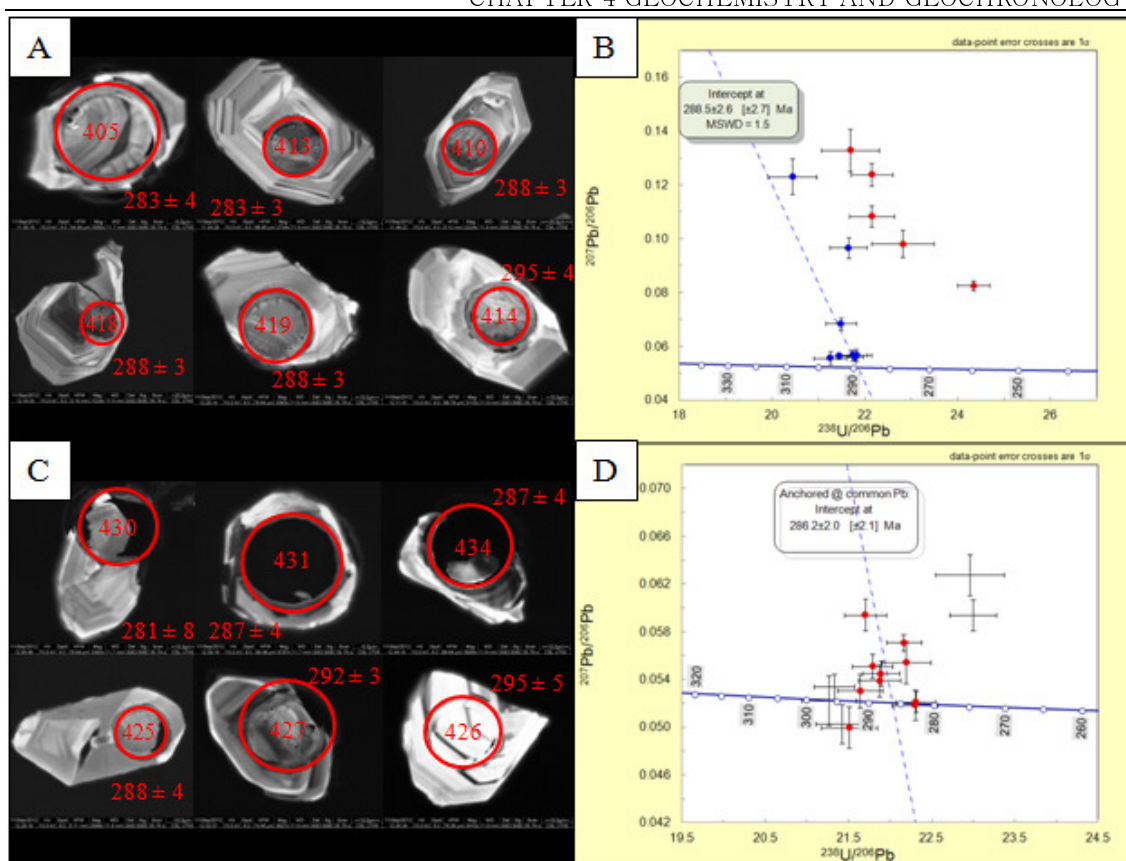 CHAPTER 4 GEOCHEMISTRY AND GEOCHRONOLOG
A
405
283 ± 4
413
283 ± 3
410
288 ± 3
418
288 ± 3
419
288 ± 3
295 ± 4
414
B
data-point error crosses are 1σ
Intercept at
288.5±2.6 [±2.7] Ma
MSWD = 1.5
207Pb/206Pb
0.16
0.14
0.12
0.10
0.08
0.06
0.04
330
310
290
270
250
18
20
22
24
26
238U/206Pb
C
430
281 ± 8
431
287 ± 4
287 ± 4
434
425
288 ± 4
292 ± 3
427
295 ± 5
426
D
data-point error crosses are 1σ
Anchored @ common Pb:
Intercept at
286.2±2.0 [±2.1] Ma
207Pb/206Pb
0.070
0.066
0.062
0.058
0.054
0.050
0.046
0.042
320
310
300
290
280
270
260
19.5
20.5
21.5
22.5
23.5
24.5
238U/206Pb